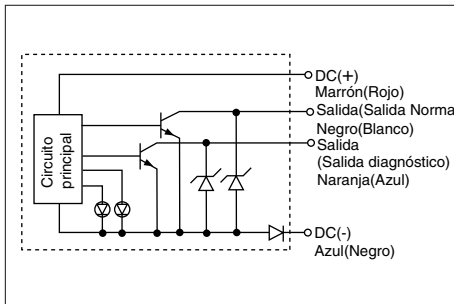 DC(+)
Marrón(Rojo)
Salida(Salida Norma
Negro(Blanco)
Salida
(Salida diagnóstico)
Naranja(Azul)
Circuito
principal
DC(-)
Azul(Negro)